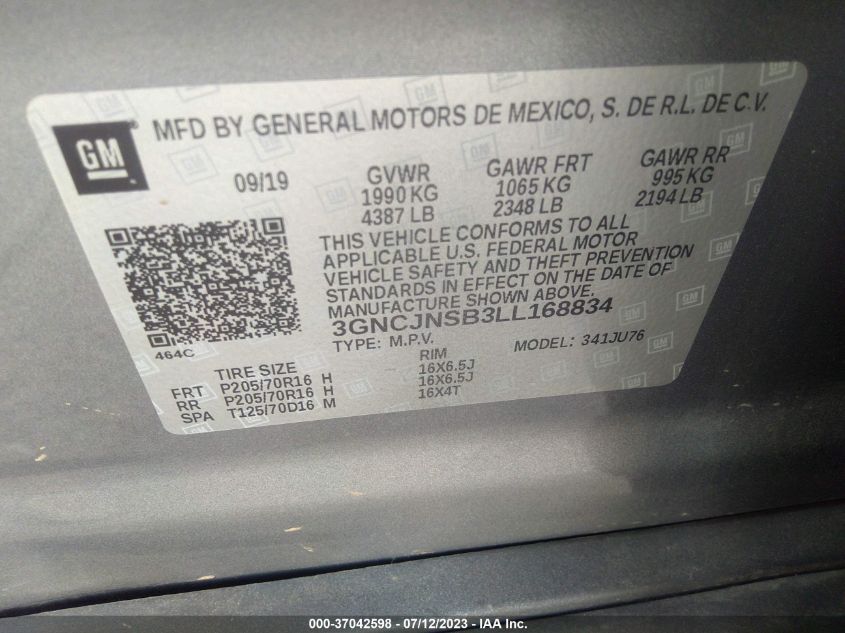 GM
MFD BY GENERAL MOTORS DE MEXICO, S. DE R.L. DE C.V.
09/19 GVWR GAWR FRT GAWR RR
1990 KG 1065 KG 995 KG
4387 LB 2348 LB 2194 LB
THIS VEHICLE CONFORMS TO ALL
APPLICABLE U.S. FEDERAL MOTOR
VEHICLE SAFETY AND THEFT PREVENTION
STANDARDS IN EFFECT ON THE DATE OF
MANUFACTURE SHOWN ABOVE.
3GNCJNSB3LL168834
464C
TYPE: M.P.V. MODEL: 341JU76
TIRE SIZE RIM
FRT P205/70R16 H 16X6.5J
RR P205/70R16 H 16X6.5J
SPA T125/70D16 M 16X4T
000-37042598 - 07/12/2023 - IAA Inc.